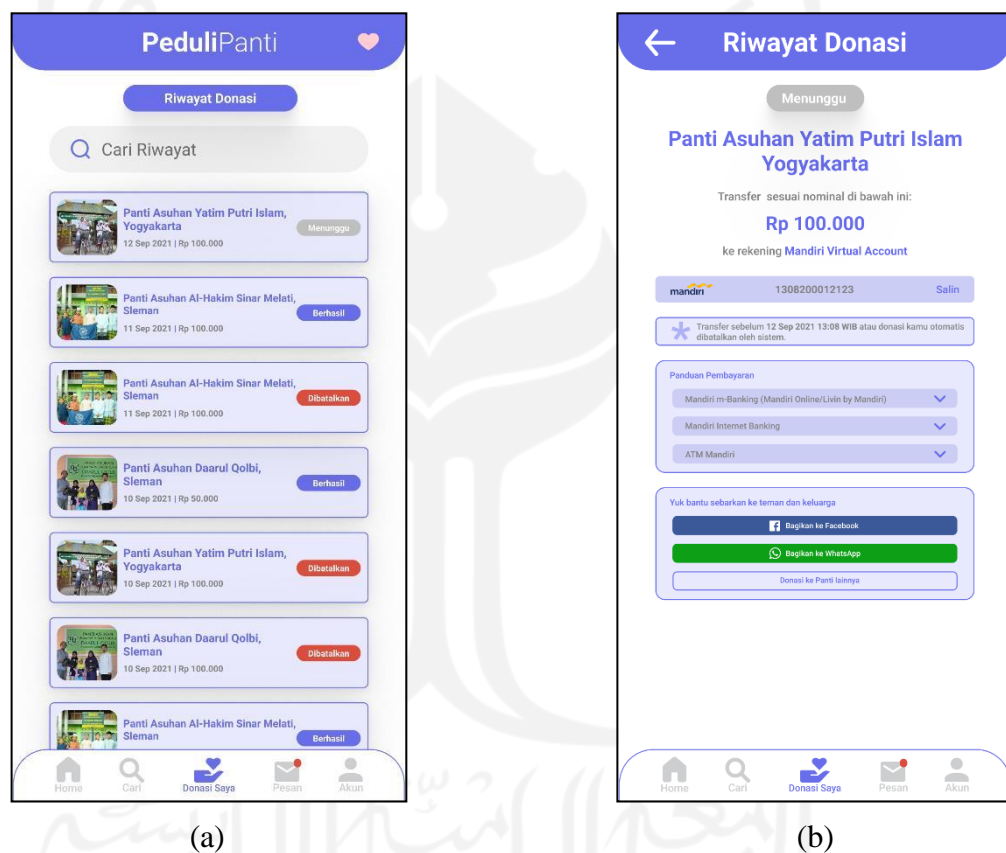 PeduliPanti
Riwayat Donasi
Cari Riwayat
Panti Asuhan Yatim Putri Islam,
Yogyakarta
Menunggu
12 Sep 2021 | Rp 100.000
Panti Asuhan Al-Hakim Sinar Melati,
Sleman
Berhasil
11 Sep 2021 | Rp 100.000
Panti Asuhan Al-Hakim Sinar Melati,
Sleman
Dibatalkan
11 Sep 2021 | Rp 100.000
Panti Asuhan Daarul Qolbi,
Sleman
Berhasil
10 Sep 2021 | Rp 50.000
Panti Asuhan Yatim Putri Islam,
Yogyakarta
Dibatalkan
10 Sep 2021 | Rp 100.000
Panti Asuhan Daarul Qolbi,
Sleman
Dibatalkan
10 Sep 2021 | Rp 100.000
Panti Asuhan Al-Hakim Sinar Melati,
Sleman
Berhasil
Home Cari Donasi Saya Pesan Akun
(a)
Riwayat Donasi
Menunggu
Panti Asuhan Yatim Putri Islam
Yogyakarta
Transfer sesuai nominal di bawah ini:
Rp 100.000
ke rekening Mandiri Virtual Account
mandiri 1308200012123 Salin
Transfer sebelum 12 Sep 2021 13:08 WIB atau donasi kamu otomatis
dibatalkan oleh sistem.
Panduan Pembayaran
Mandiri m-Banking (Mandiri Online/Livin by Mandiri)
Mandiri Internet Banking
ATM Mandiri
Yuk bantu sebarkan ke teman dan keluarga
Bagikan ke Facebook
Bagikan ke WhatsApp
Donasi ke Panti lainnya
Home Cari Donasi Saya Pesan Akun
(b)